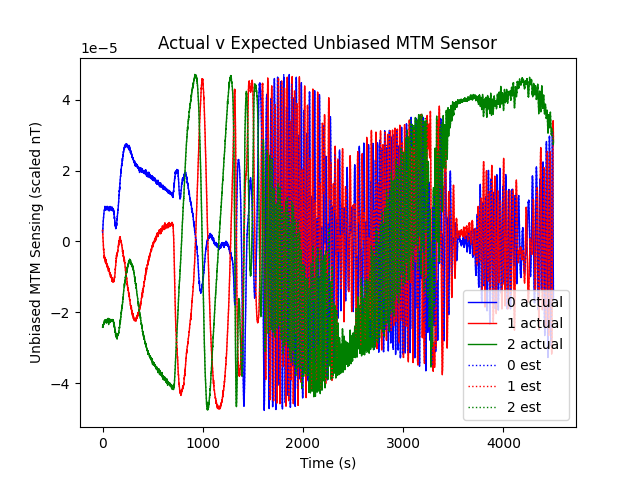 Actual v Expected Unbiased MTM Sensor
1e−5
Unbiased MTM Sensing (scaled nT)
4
2
0
−2
−4
0
1000
2000
3000
4000
Time (s)
0 actual
1 actual
2 actual
0 est
1 est
2 est